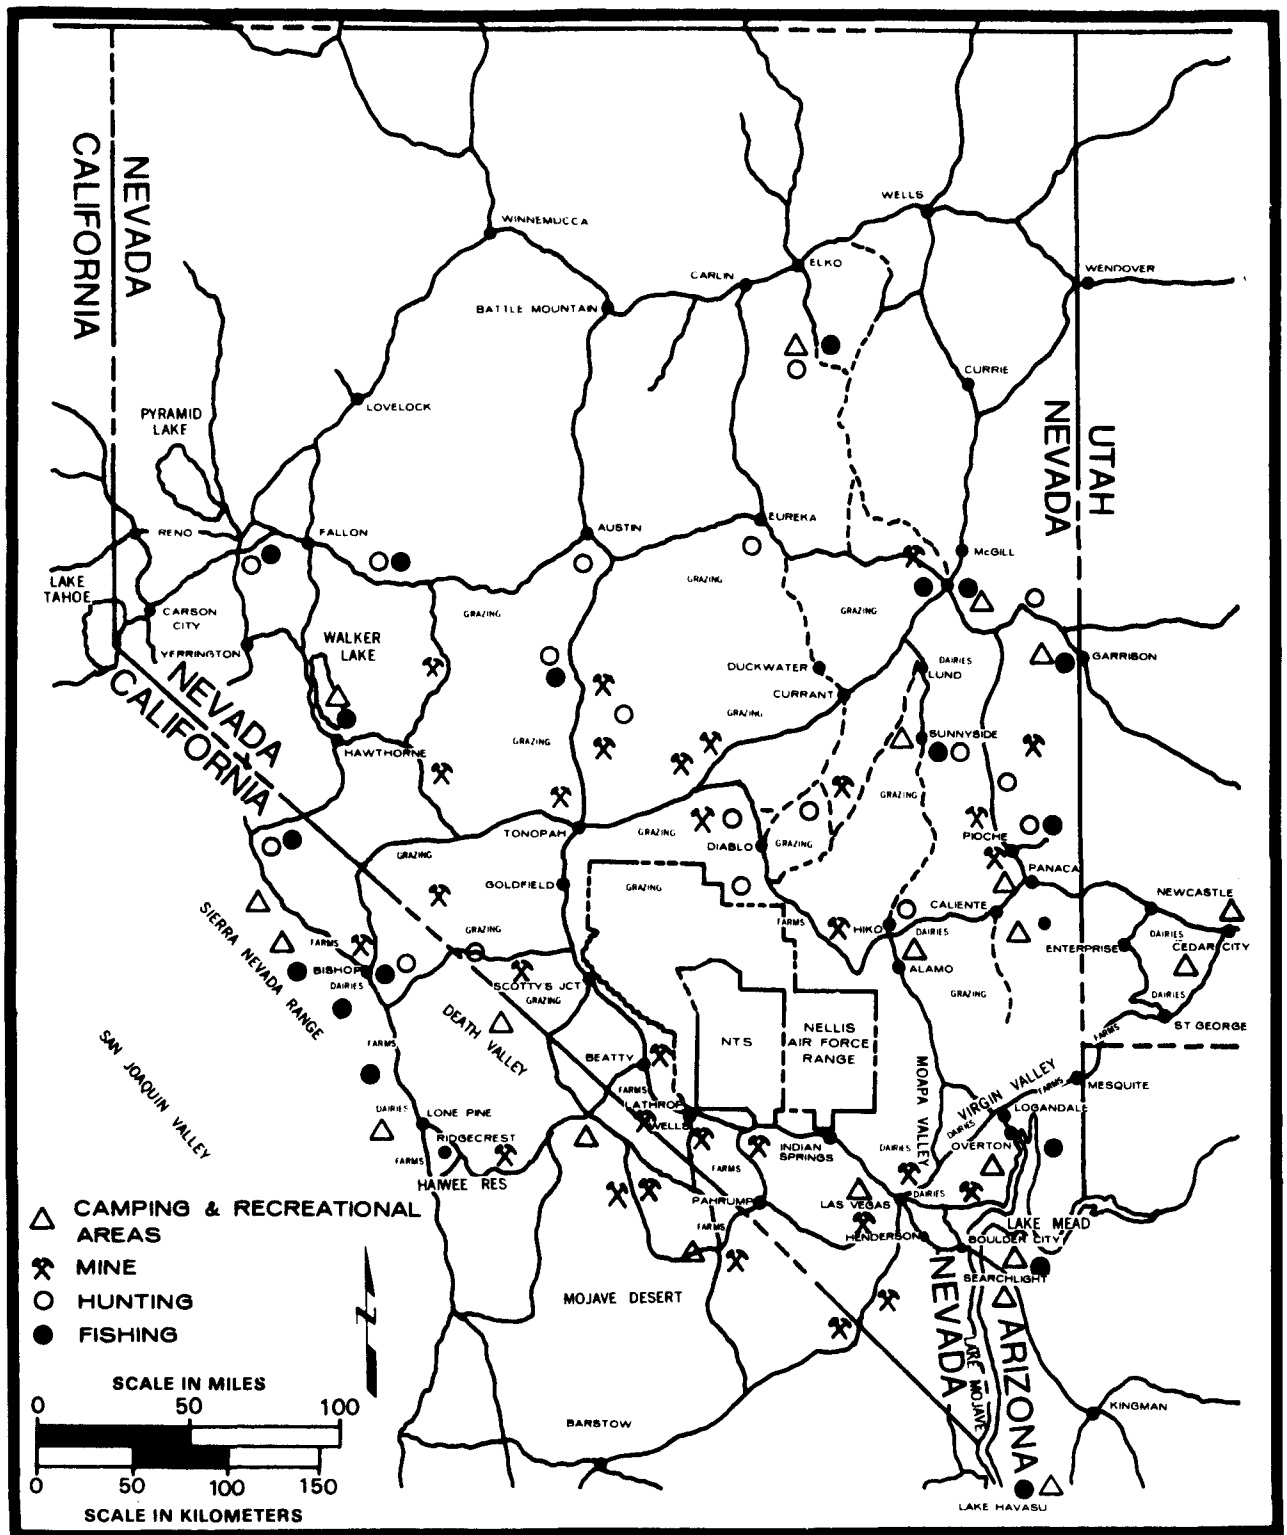 WELLS
WINNEMUCCA
ELKO
CARLIN
WENDOVER
BATTLE MOUNTAIN
NEVADA
CALIFORNIA
CURRIE
LOVELOCK
PYRAMID
LAKE
UTAH
NEVADA
EUREKA
AUSTIN
RENO
FALLON
McGILL
LAKE
TAHOE
GRAZING
GRAZING
GRAZING
CARSON
CITY
WALKER
LAKE
YERRINGTON
GARRISON
DAIRIES
LUND
DUCKWATER
CURRANT
NEVADA
CALIFORNIA
GRAZING
SUNNYSIDE
GRAZING
HAWTHORNE
GRAZING
TONOPAH
GRAZING
DIABLO
GRAZING
PIOCHE
GRAZING
PANACA
GOLDFIELD
GRAZING
NEWCASTLE
CALIENTE
SIERRA NEVADA RANGE
FARMS
GRAZING
FARMS
HIKO
DAIRIES
DAIRIES
ENTERPRISE
CEDAR CITY
BISHOP
ALAMO
DAIRIES
SCOTTY'S JCT
GRAZING
GRAZING
DAIRIES
ST GEORGE
DEATH VALLEY
NTS
NELLIS
AIR FORCE
RANGE
FARMS
SAN JOAQUIN VALLEY
FARMS
BEATTY
MOAPA VALLEY
VIRGIN VALLEY
FARMS
MESQUITE
FARMS
LATHROP
WELLS
LOGANDALE
DAIRIES
LONE PINE
RIDGECREST
DAIRIES
OVERTON
INDIAN
SPRINGS
DAIRIES
FARMS
HAIWEE RES
FARMS
DAIRIES
PAHRUMP
LAS VEGAS
FARMS
LAKE MEAD
HENDERSON
BOULDER CITY
SEARCHLIGHT
NEVADA
ARIZONA
LAKE MOJAVE
MOJAVE DESERT
KINGMAN
BARSTOW
LAKE HAVASU
CAMPING & RECREATIONAL
AREAS
MINE
HUNTING
FISHING
SCALE IN MILES
0 50 100
0 50 100 150
SCALE IN KILOMETERS